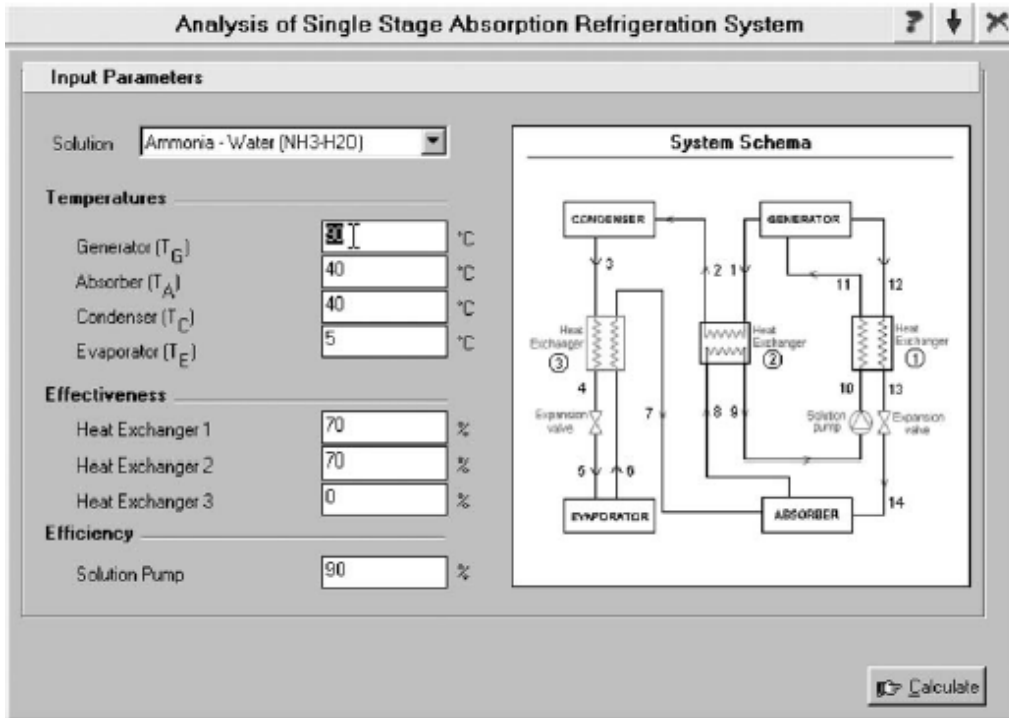 Analysis of Single Stage Absorption Refrigeration System
?
Input Parameters
Solution Ammonia - Water (NH3-H2O)
Temperatures
Generator (TG) °C
Absorber (TA) 40 °C
Condenser (TC) 40 °C
Evaporator (TE) 5 °C
Effectiveness
Heat Exchanger 1 70 %
Heat Exchanger 2 70 %
Heat Exchanger 3 0 %
Efficiency
Solution Pump 90 %
System Schema
CONDENSER
GENERATOR
3
2 1
11
12
Heat
Exchanger
3
Heat
Exchanger
2
Heat
Exchanger
1
4
10
13
7
8 9
Expansion
valve
Solution
pump
Expansion
valve
5
6
14
EVAPORATOR
ABSORBER
Calculate